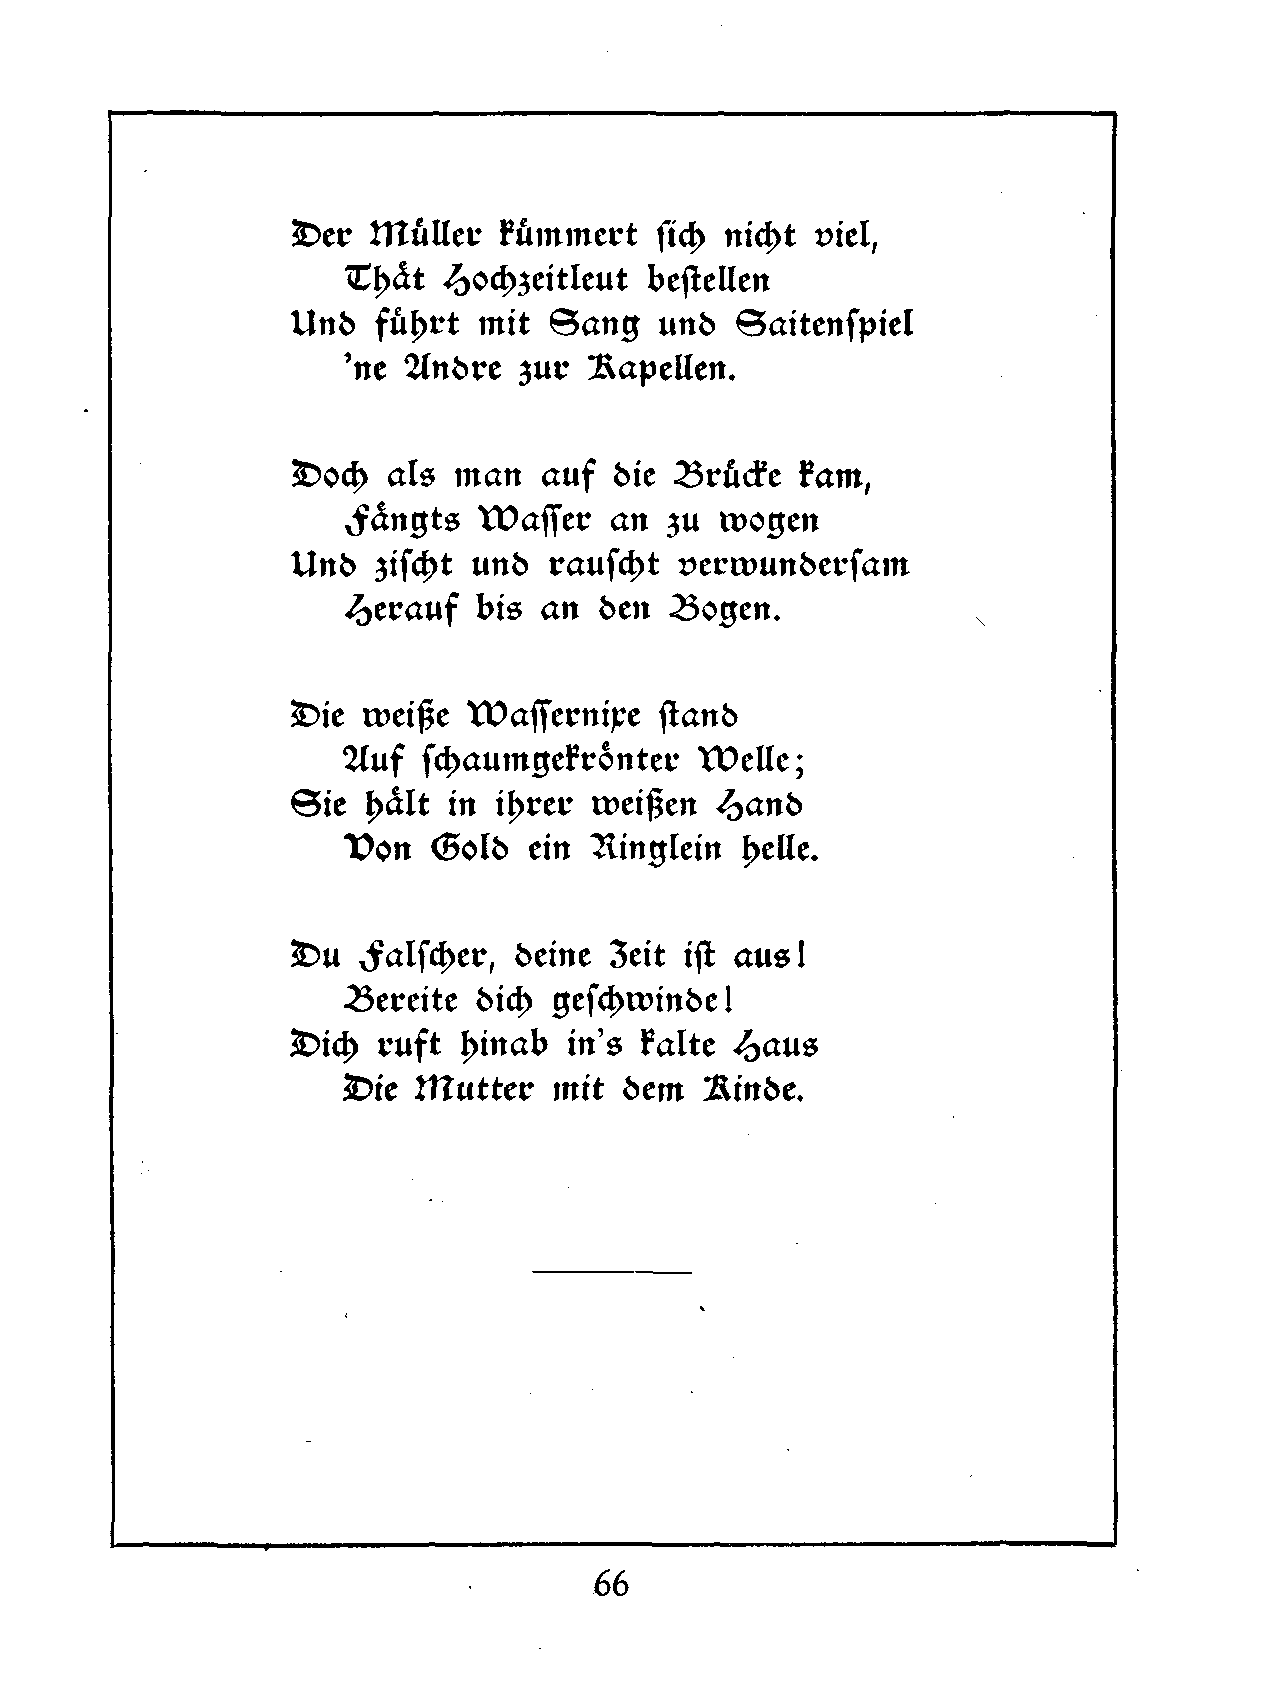 Der Müller kümmert ſich nicht viel,
Thät Hochzeitleut beſtellen
Und führt mit Sang und Saitenſpiel
’ne Andre zur Kapellen.
Doch als man auf die Brücke kam,
Fängts Waſſer an zu wogen
Und ziſcht und rauſcht verwunderſam
Herauf bis an den Bogen.
Die weiße Waſſernixe ſtand
Auf ſchaumgekrönter Welle;
Sie hält in ihrer weißen Hand
Von Gold ein Ringlein helle.
Du Falſcher, deine Zeit iſt aus!
Bereite dich geſchwinde!
Dich ruft hinab in’s kalte Haus
Die Mutter mit dem Kinde.
66